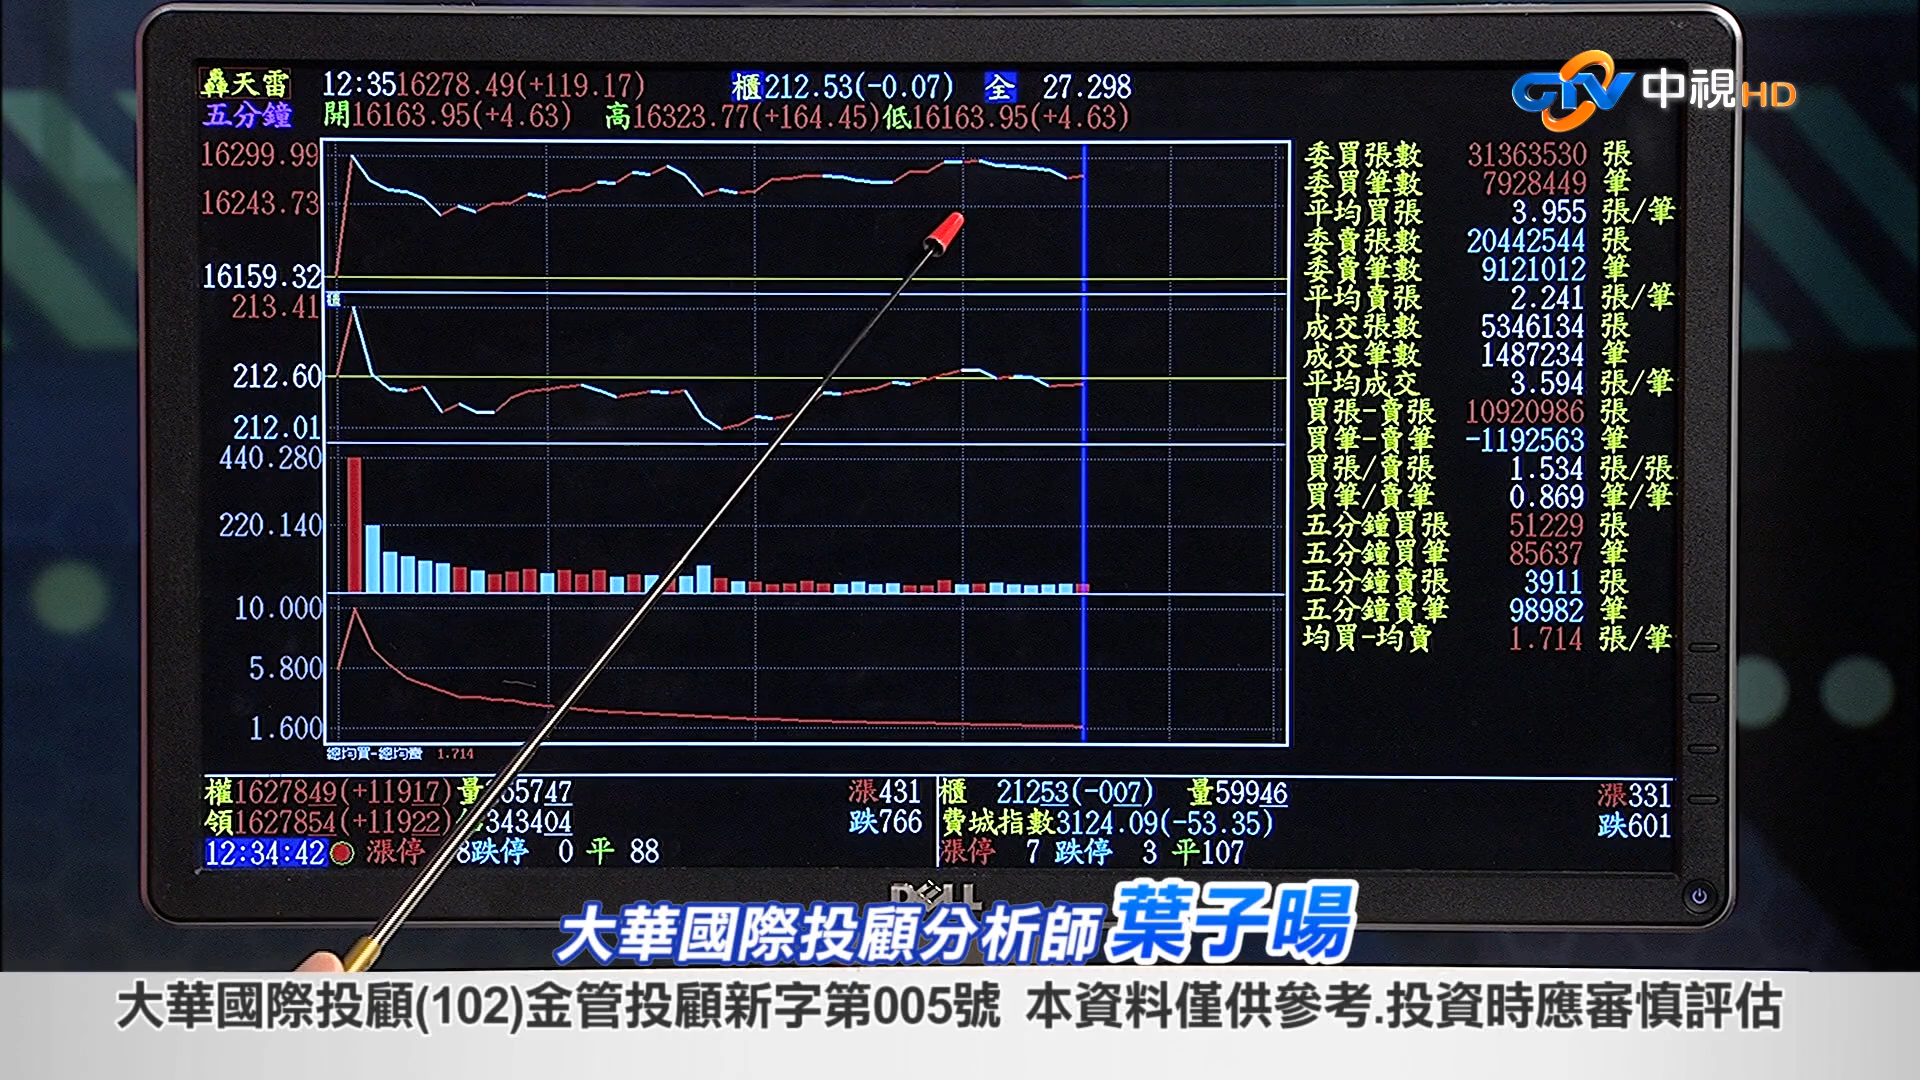 CTV 中視HD
轟天雷 12:35 16278.49(+119.17) 櫃212.53(-0.07) 全 27.298
五分鐘 開16163.95(+4.63) 高16323.77(+164.45)低16163.95(+4.63)
16299.99
16243.73
16159.32
櫃
213.41
212.60
212.01
440.280
220.140
10.000
5.800
1.600
總均買-總均賣 1.714
委買張數 31363530 張
委買筆數 7928449 筆
平均買張 3.955 張/筆
委賣張數 20442544 張
委賣筆數 9121012 筆
平均賣張 2.241 張/筆
成交張數 5346134 張
成交筆數 1487234 筆
平均成交 3.594 張/筆
買張-賣張 10920986 張
買筆-賣筆 -1192563 筆
買張/賣張 1.534 張/張
買筆/賣筆 0.869 筆/筆
五分鐘買張 51229 張
五分鐘買筆 85637 筆
五分鐘賣張 3911 張
五分鐘賣筆 98982 筆
均買-均賣 1.714 張/筆
權1627849(+11917) 量 65747 漲431
領1627854(+11922) 343404 跌766
12:34:42 漲停 8跌停 0 平 88
櫃 21253(-007) 量59946 漲331
費城指數3124.09(-53.35) 跌601
漲停 7 跌停 3 平107
DELL
大華國際投顧分析師 葉子暘
大華國際投顧(102)金管投顧新字第005號 本資料僅供參考.投資時應審慎評估